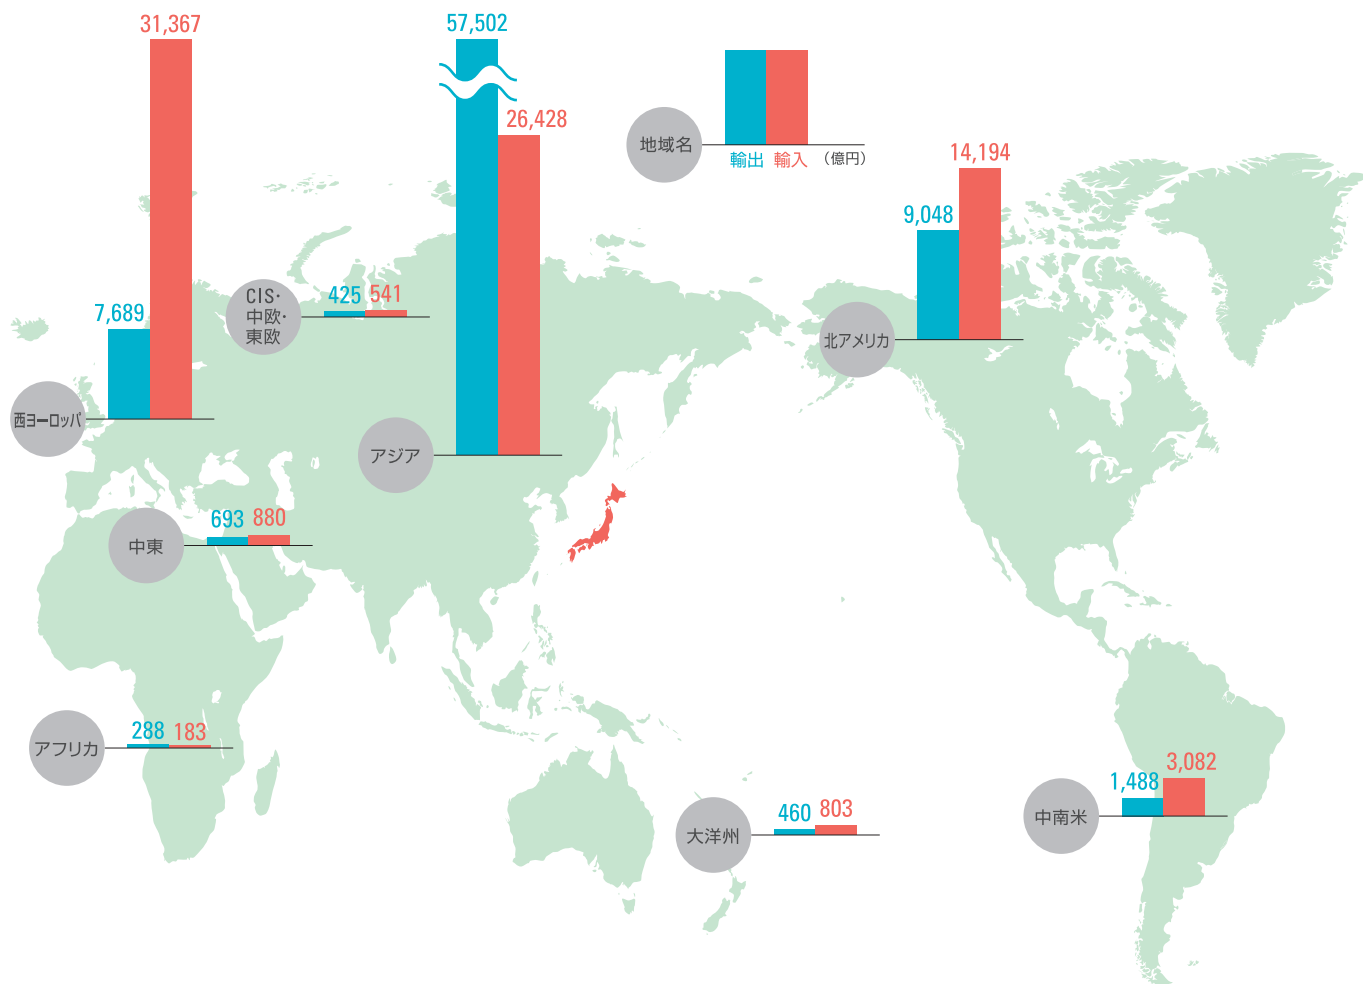 31,367
7,689
西ヨーロッパ
57,502
26,428
アジア
地域名
輸出 輸入 （億円）
14,194
9,048
北アメリカ
CIS・
中欧・
東欧
425 541
693 880
中東
288 183
アフリカ
460 803
大洋州
1,488 3,082
中南米